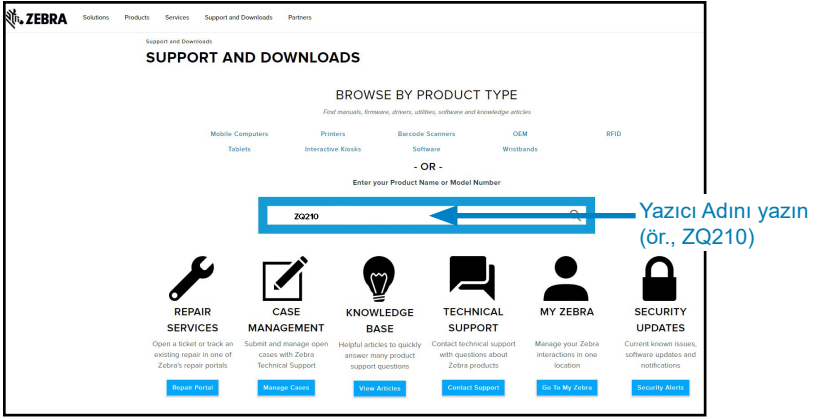 ZEBRA Solutions Products Services Support and Downloads Partners
Support and Downloads
SUPPORT AND DOWNLOADS
BROWSE BY PRODUCT TYPE
Find manuals, firmware, drivers, utilities, software and knowledge articles
Mobile Computers Printers Barcode Scanners OEM RFID
Tablets Interactive Kiosks Software Wristbands
- OR -
Enter your Product Name or Model Number
ZQ210
Yazıcı Adını yazın
(ör., ZQ210)
REPAIR
SERVICES
Open a ticket or track an
existing repair in one of
Zebra's repair portals
Repair Portal
CASE
MANAGEMENT
Submit and manage open
cases with Zebra
Technical Support
Manage Cases
KNOWLEDGE
BASE
Helpful articles to quickly
answer many product
support questions
View Articles
TECHNICAL
SUPPORT
Contact technical support
with questions about
Zebra products
Contact Support
MY ZEBRA
Manage your Zebra
interactions in one
location
Go To My Zebra
SECURITY
UPDATES
Current known issues,
software updates and
notifications
Security Alerts